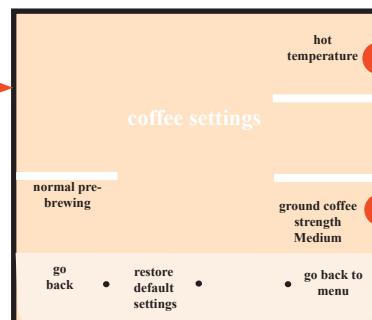 hot
temperature
coffee settings
normal pre-
brewing
ground coffee
strength
Medium
go
back
restore
default
settings
go back to
menu